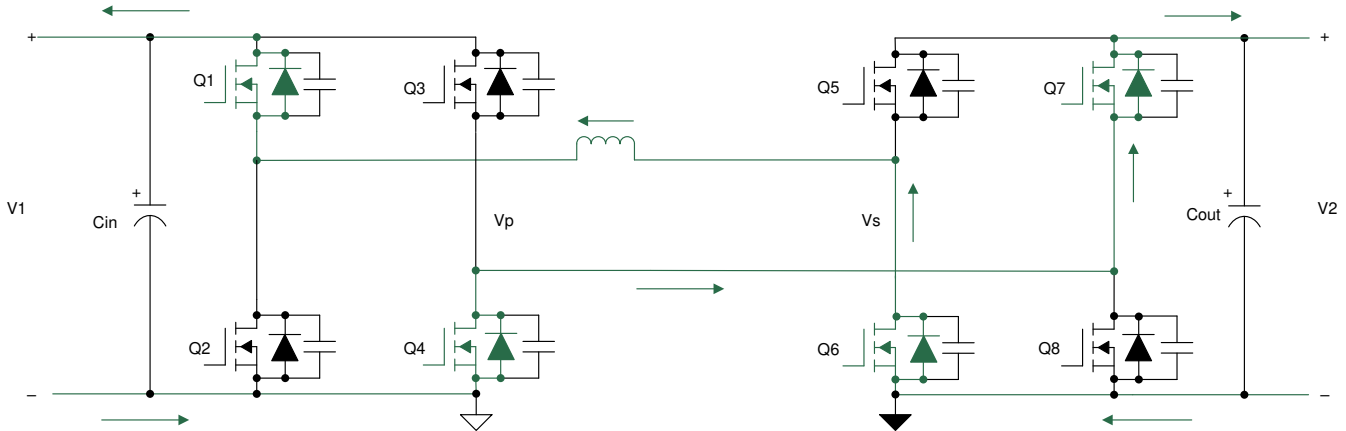 +
+
Q1
Q3
Q5
Q7
+
+
V1
Cin
Vp
Vs
Cout
V2
Q2
Q4
Q6
Q8
–
–